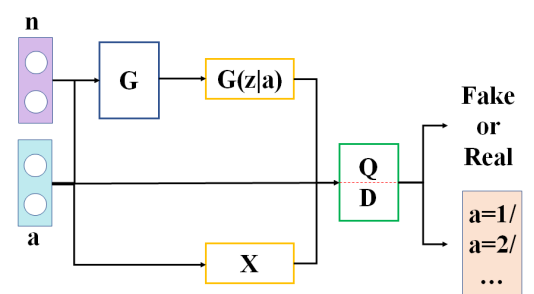 n
G
G(z|a)
Fake
or
Real
Q
D
a=1/
a=2/
...
a
X